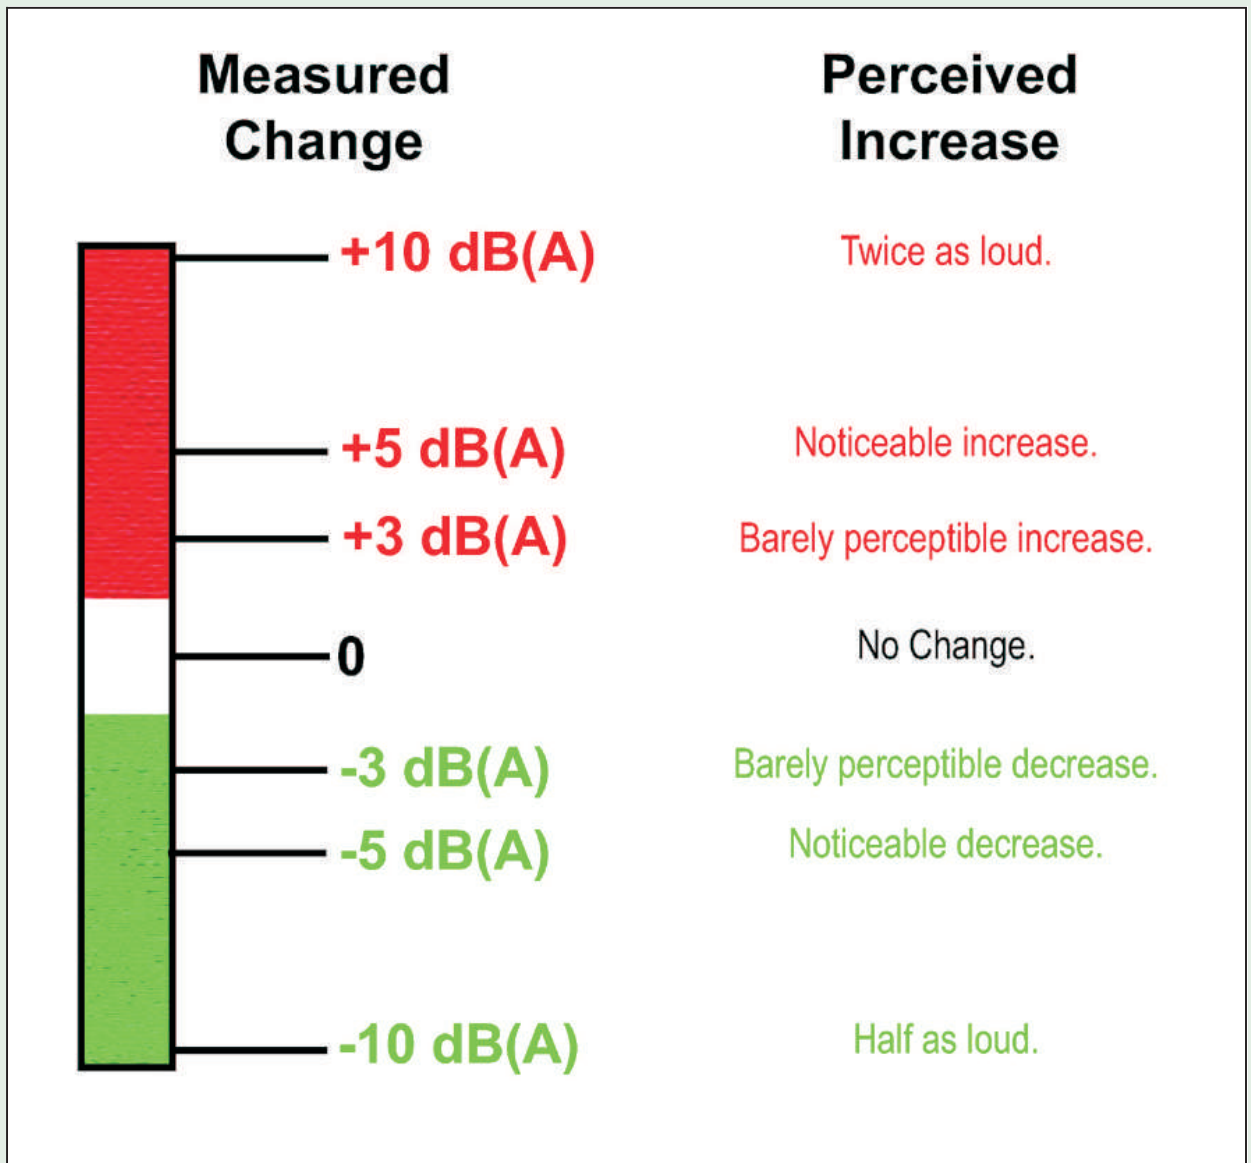 Measured
Change
Perceived
Increase
+10 dB(A) Twice as loud.
+5 dB(A) Noticeable increase.
+3 dB(A) Barely perceptible increase.
0 No Change.
-3 dB(A) Barely perceptible decrease.
-5 dB(A) Noticeable decrease.
-10 dB(A) Half as loud.